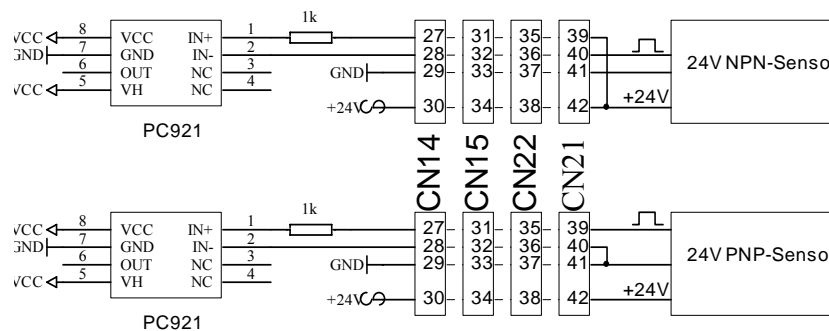 1k
VCC 8 VCC IN+ 1 27 31 35 39
GND 7 GND IN- 2 28 32 36 40
6 OUT NC 3 GND 29 33 37 41 24V NPN-Senso
VCC 5 VH NC 4 +24V 30 34 38 42 +24V
PC921
CN14 CN15 CN22 CN21
1k
VCC 8 VCC IN+ 1 27 31 35 39
GND 7 GND IN- 2 28 32 36 40
6 OUT NC 3 GND 29 33 37 41 24V PNP-Senso
VCC 5 VH NC 4 +24V 30 34 38 42 +24V
PC921